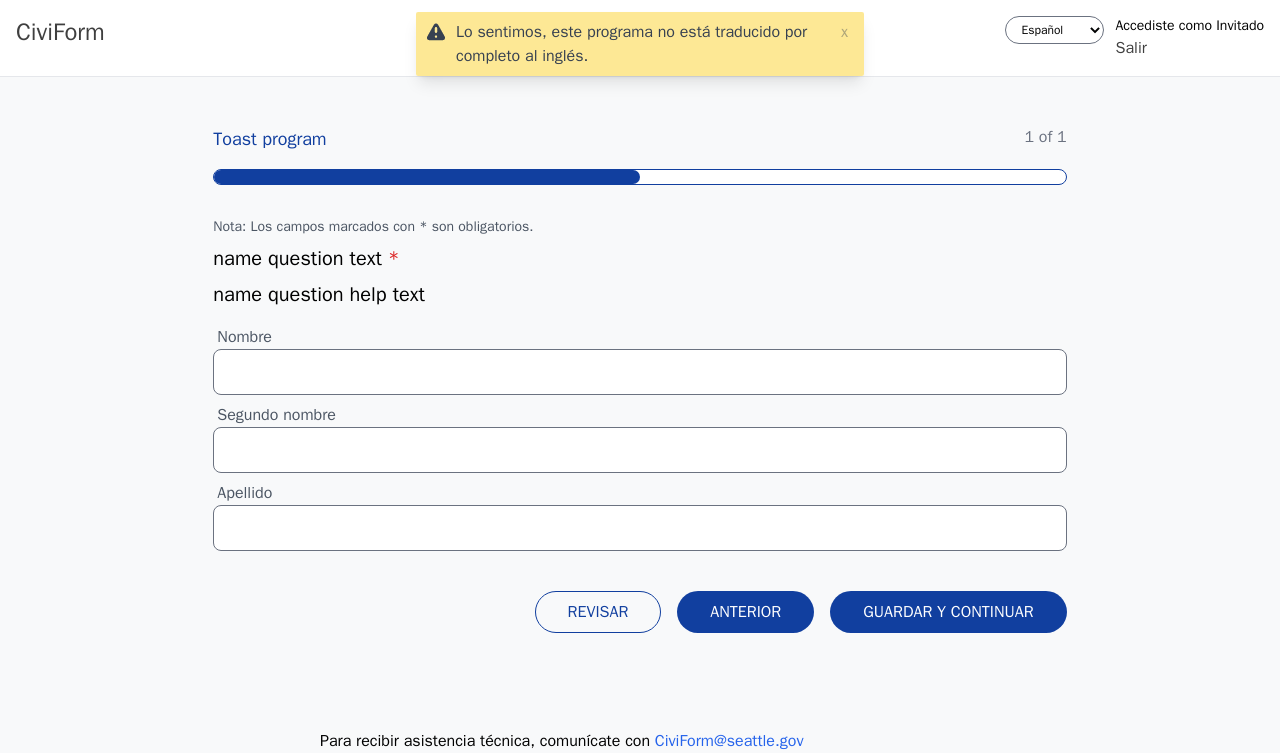 CiviForm
Lo sentimos, este programa no está traducido por
completo al inglés.
x
Español
Accediste como Invitado
Salir
Toast program
1 of 1
Nota: Los campos marcados con * son obligatorios.
name question text *
name question help text
Nombre
Segundo nombre
Apellido
REVISAR
ANTERIOR
GUARDAR Y CONTINUAR
Para recibir asistencia técnica, comunícate con CiviForm@seattle.gov